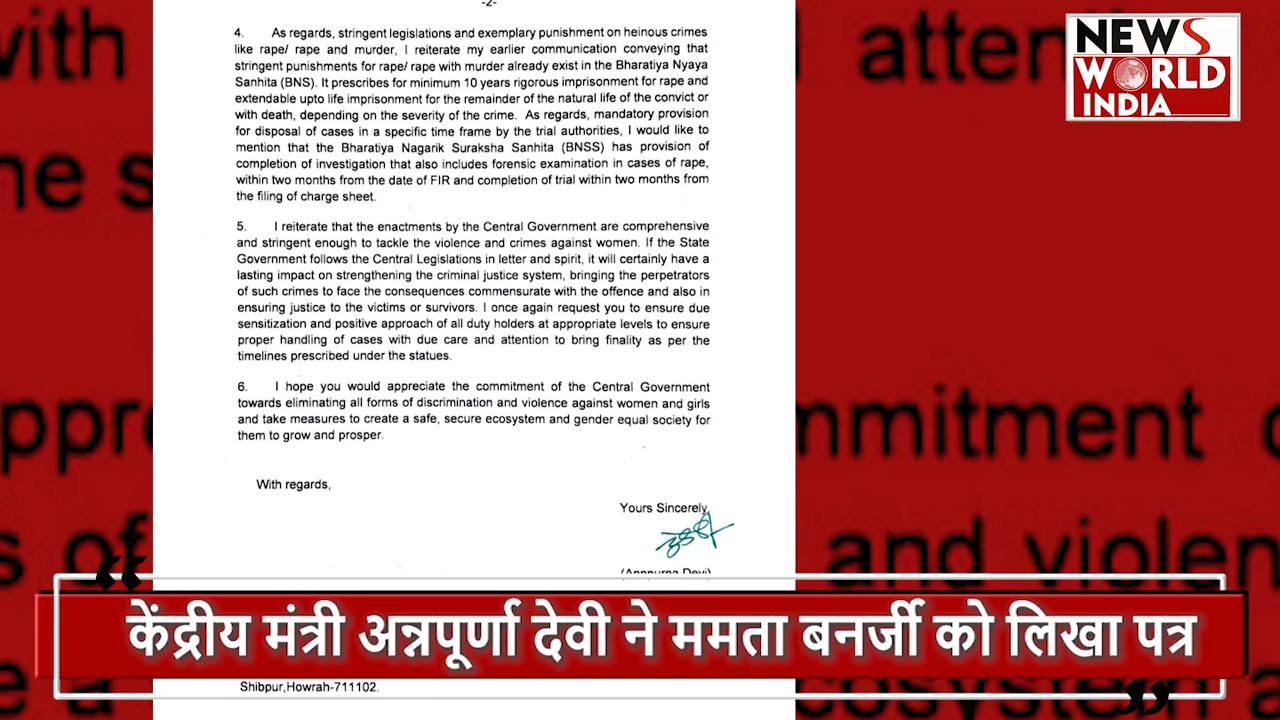 -2-
NEWS
WORLD
INDIA
4. As regards, stringent legislations and exemplary punishment on heinous crimes
like rape/ rape and murder, I reiterate my earlier communication conveying that
stringent punishments for rape/ rape with murder already exist in the Bharatiya Nyaya
Sanhita (BNS). It prescribes for minimum 10 years rigorous imprisonment for rape and
extendable upto life imprisonment for the remainder of the natural life of the convict or
with death, depending on the severity of the crime. As regards, mandatory provision
for disposal of cases in a specific time frame by the trial authorities, I would like to
mention that the Bharatiya Nagarik Suraksha Sanhita (BNSS) has provision of
completion of investigation that also includes forensic examination in cases of rape,
within two months from the date of FIR and completion of trial within two months from
the filing of charge sheet.
5. I reiterate that the enactments by the Central Government are comprehensive
and stringent enough to tackle the violence and crimes against women. If the State
Government follows the Central Legislations in letter and spirit, it will certainly have a
lasting impact on strengthening the criminal justice system, bringing the perpetrators
of such crimes to face the consequences commensurate with the offence and also in
ensuring justice to the victims or survivors. I once again request you to ensure due
sensitization and positive approach of all duty holders at appropriate levels to ensure
proper handling of cases with due care and attention to bring finality as per the
timelines prescribed under the statues.
6. I hope you would appreciate the commitment of the Central Government
towards eliminating all forms of discrimination and violence against women and girls
and take measures to create a safe, secure ecosystem and gender equal society for
them to grow and prosper.
With regards,
Yours Sincerely,
(Annpurna Devi)
केंद्रीय मंत्री अन्नपूर्णा देवी ने ममता बनर्जी को लिखा पत्र
Shibpur,Howrah-711102.